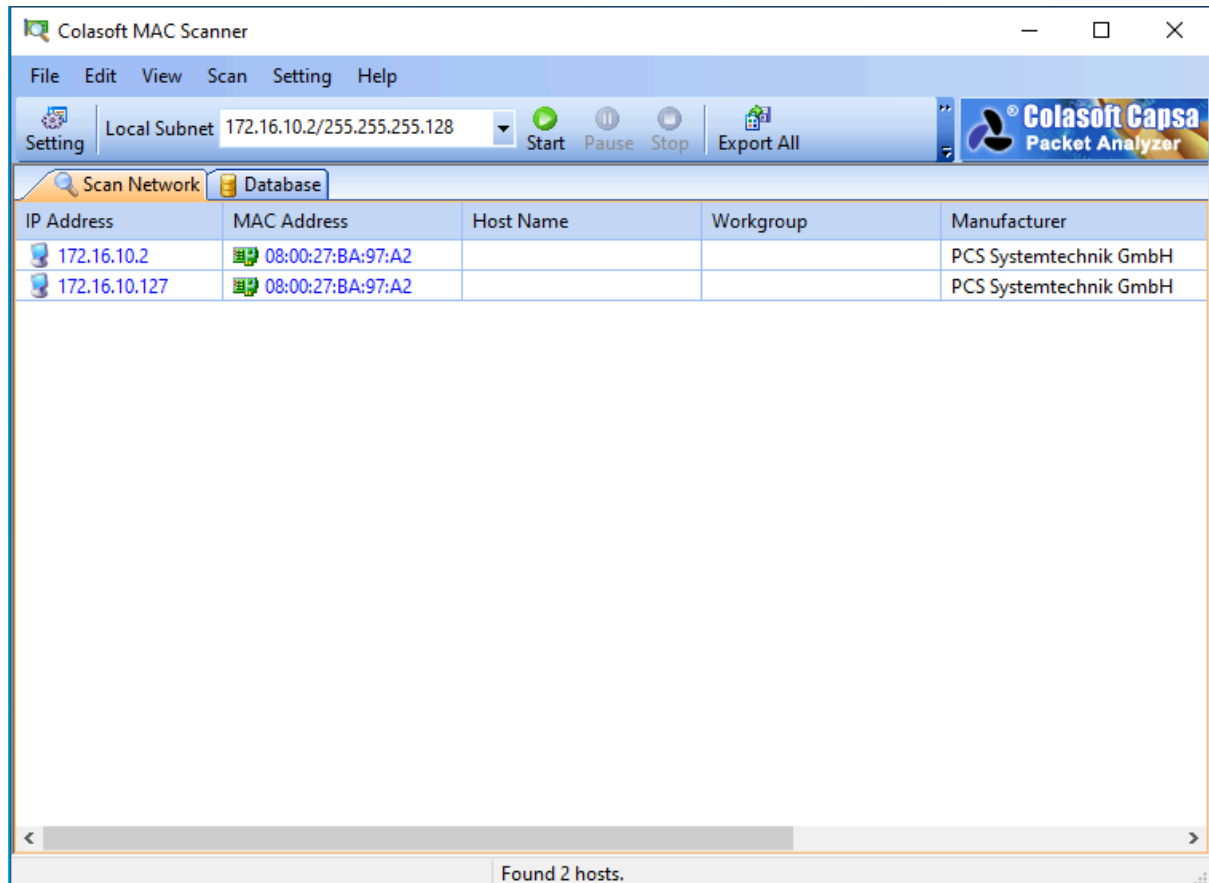 Colasoft MAC Scanner
File Edit View Scan Setting Help
Setting Local Subnet 172.16.10.2/255.255.255.128 Start Pause Stop Export All ® Colasoft Capsa
Packet Analyzer
Scan Network Database
IP Address MAC Address Host Name Workgroup Manufacturer
172.16.10.2 08:00:27:BA:97:A2 PCS Systemtechnik GmbH
172.16.10.127 08:00:27:BA:97:A2 PCS Systemtechnik GmbH
Found 2 hosts.